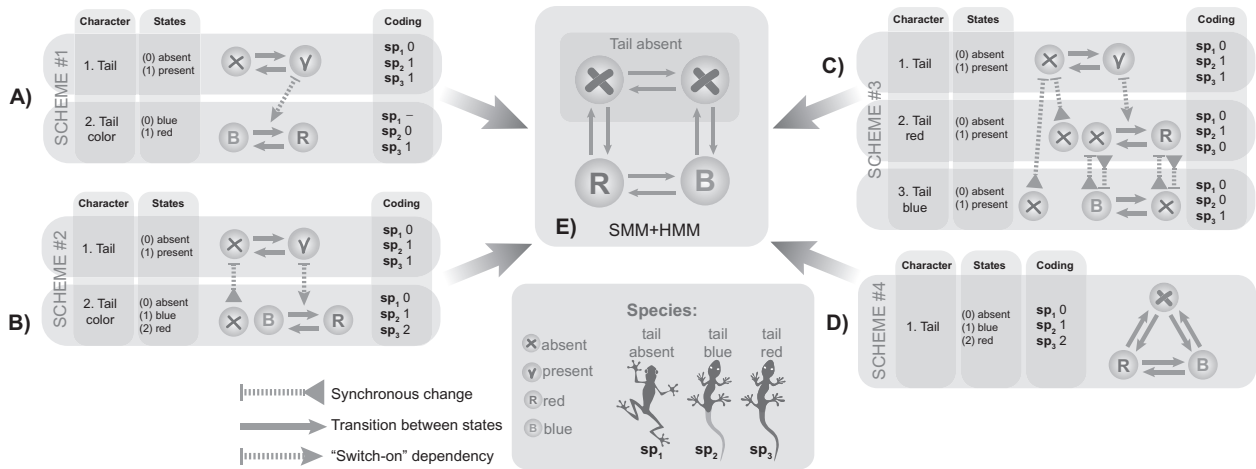 A)
SCHEME #1
Character
States
Coding
1. Tail
(0) absent
(1) present
Y
sp1 0
sp2 1
sp3 1
2. Tail
color
(0) blue
(1) red
B
R
sp1 –
sp2 0
sp3 1
B)
SCHEME #2
Character
States
Coding
1. Tail
(0) absent
(1) present
Y
sp1 0
sp2 1
sp3 1
2. Tail
color
(0) absent
(1) blue
(2) red
B
R
sp1 0
sp2 1
sp3 2
Synchronous change
Transition between states
“Switch-on” dependency
Tail absent
R
B
E)
SMM+HMM
Species:
absent
Y present
R red
B blue
tail
absent
tail
blue
tail
red
sp1
sp2
sp3
C)
SCHEME #3
Character
States
Coding
1. Tail
(0) absent
(1) present
Y
sp1 0
sp2 1
sp3 1
2. Tail
red
(0) absent
(1) present
R
sp1 0
sp2 1
sp3 0
3. Tail
blue
(0) absent
(1) present
B
sp1 0
sp2 0
sp3 1
D)
SCHEME #4
Character
States
Coding
1. Tail
(0) absent
(1) blue
(2) red
sp1 0
sp2 1
sp3 2
R
B